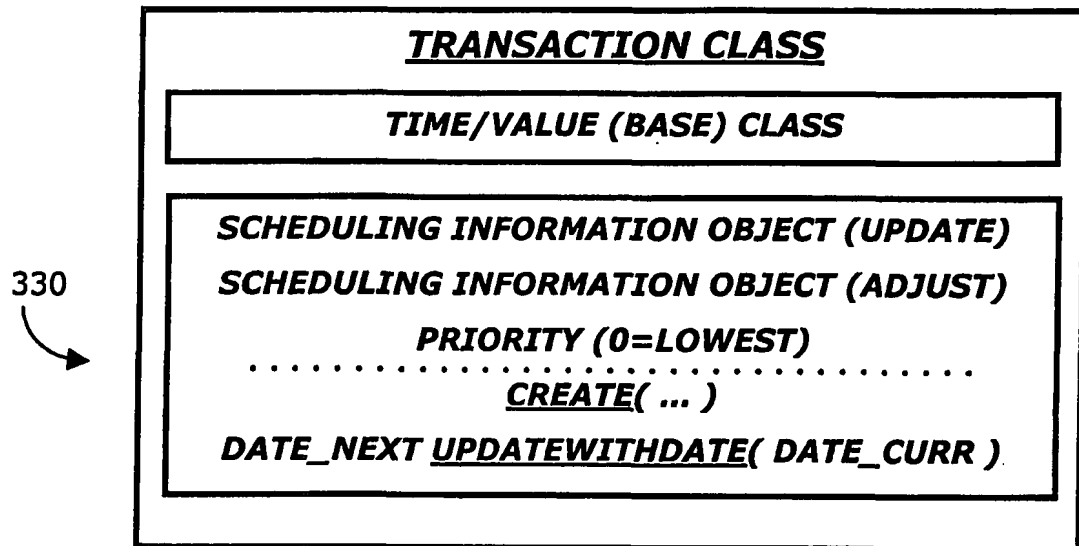 TRANSACTION CLASS
TIME/VALUE (BASE) CLASS
SCHEDULING INFORMATION OBJECT (UPDATE)
SCHEDULING INFORMATION OBJECT (ADJUST)
330
PRIORITY (0=LOWEST)
CREATE( ... )
DATE_NEXT UPDATEWITHDATE( DATE_CURR )